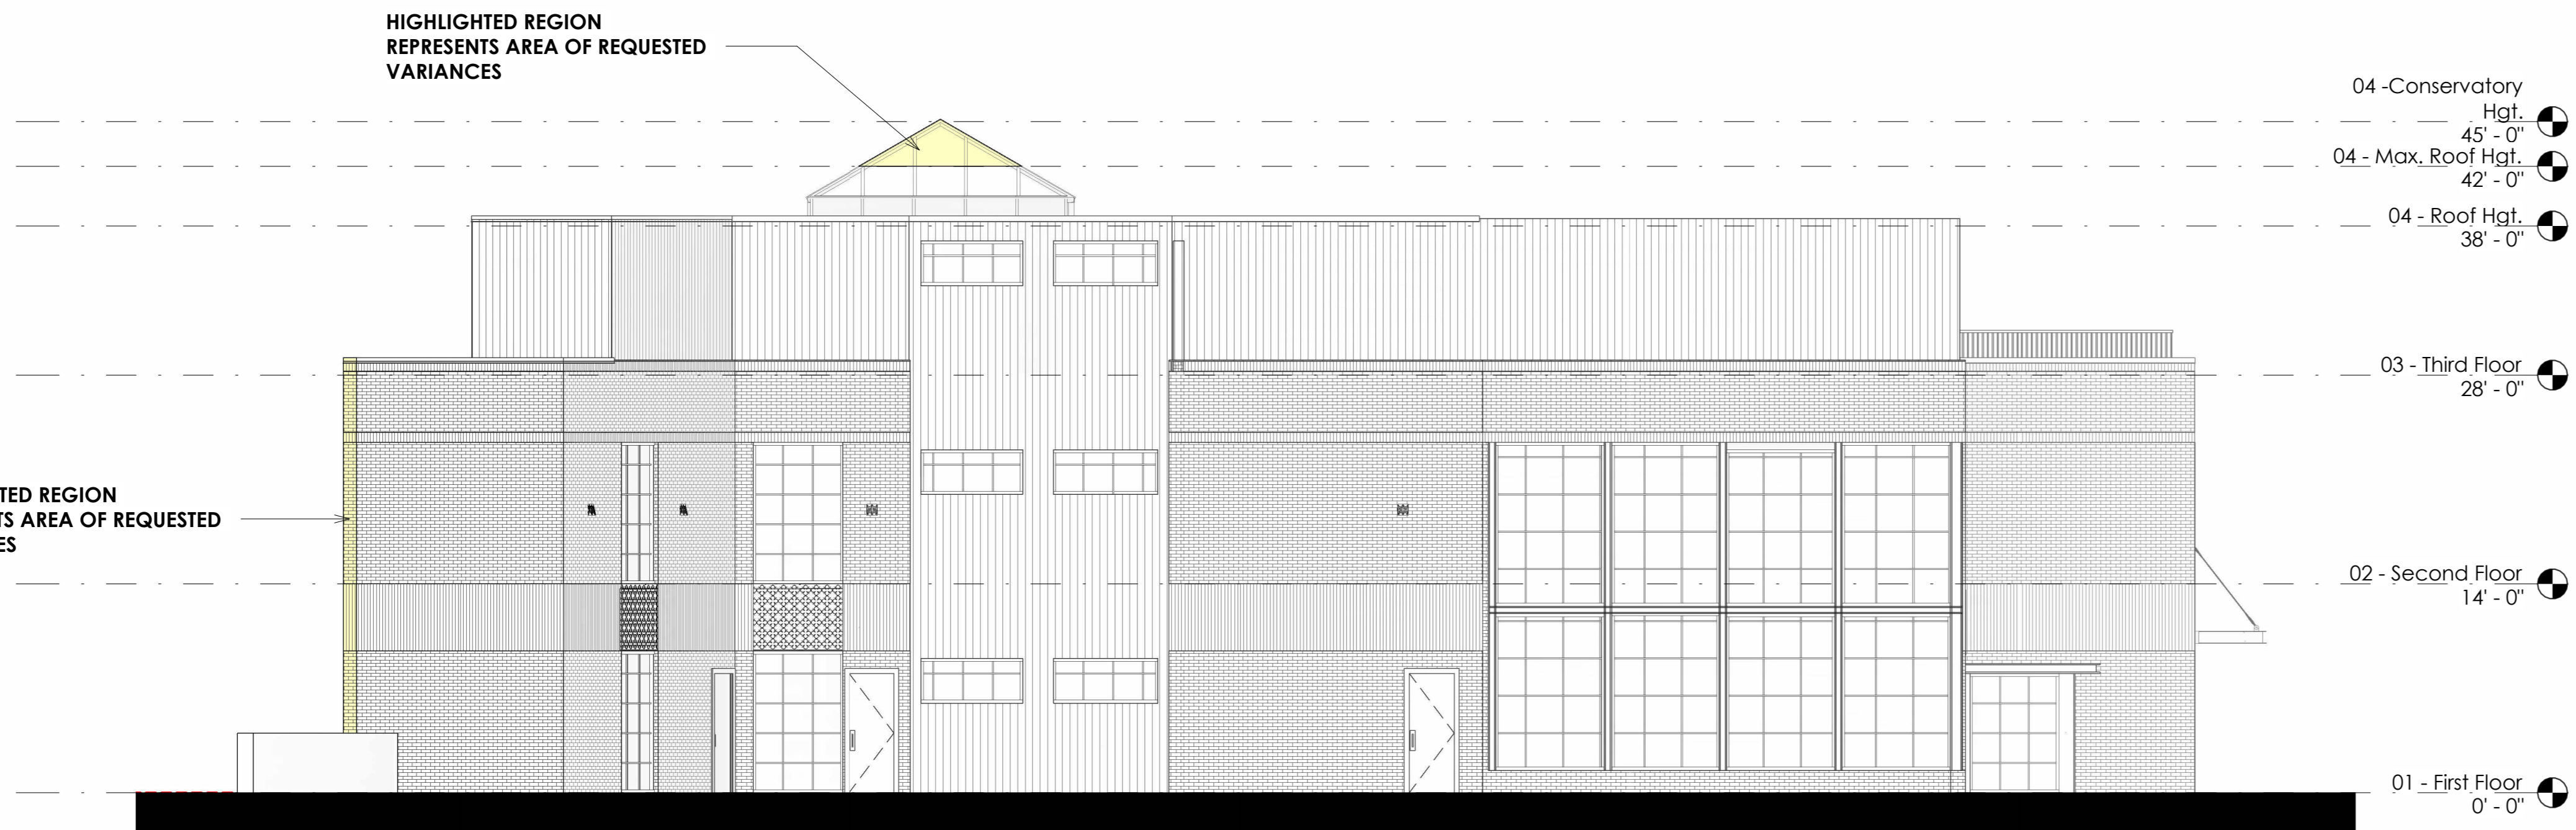 HIGHLIGHTED REGION
REPRESENTS AREA OF REQUESTED
VARIANCES
04 -Conservatory
Hgt.
45' - 0"
04 - Max. Roof Hgt.
42' - 0"
04 - Roof Hgt.
38' - 0"
03 - Third Floor
28' - 0"
TED REGION
TS AREA OF REQUESTED
ES
02 - Second Floor
14' - 0"
01 - First Floor
0' - 0"